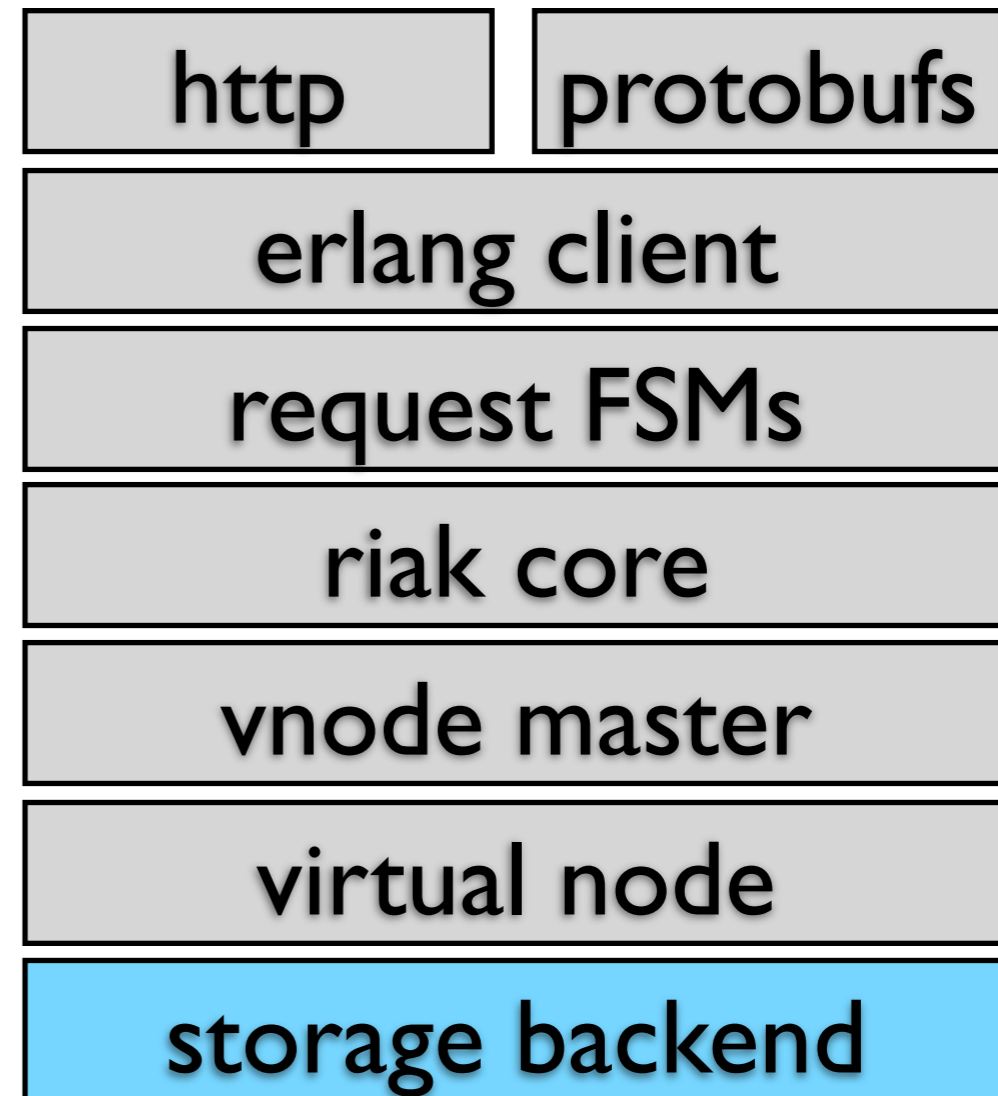 http protobufs
erlang client
request FSMs
riak core
vnode master
virtual node
storage backend